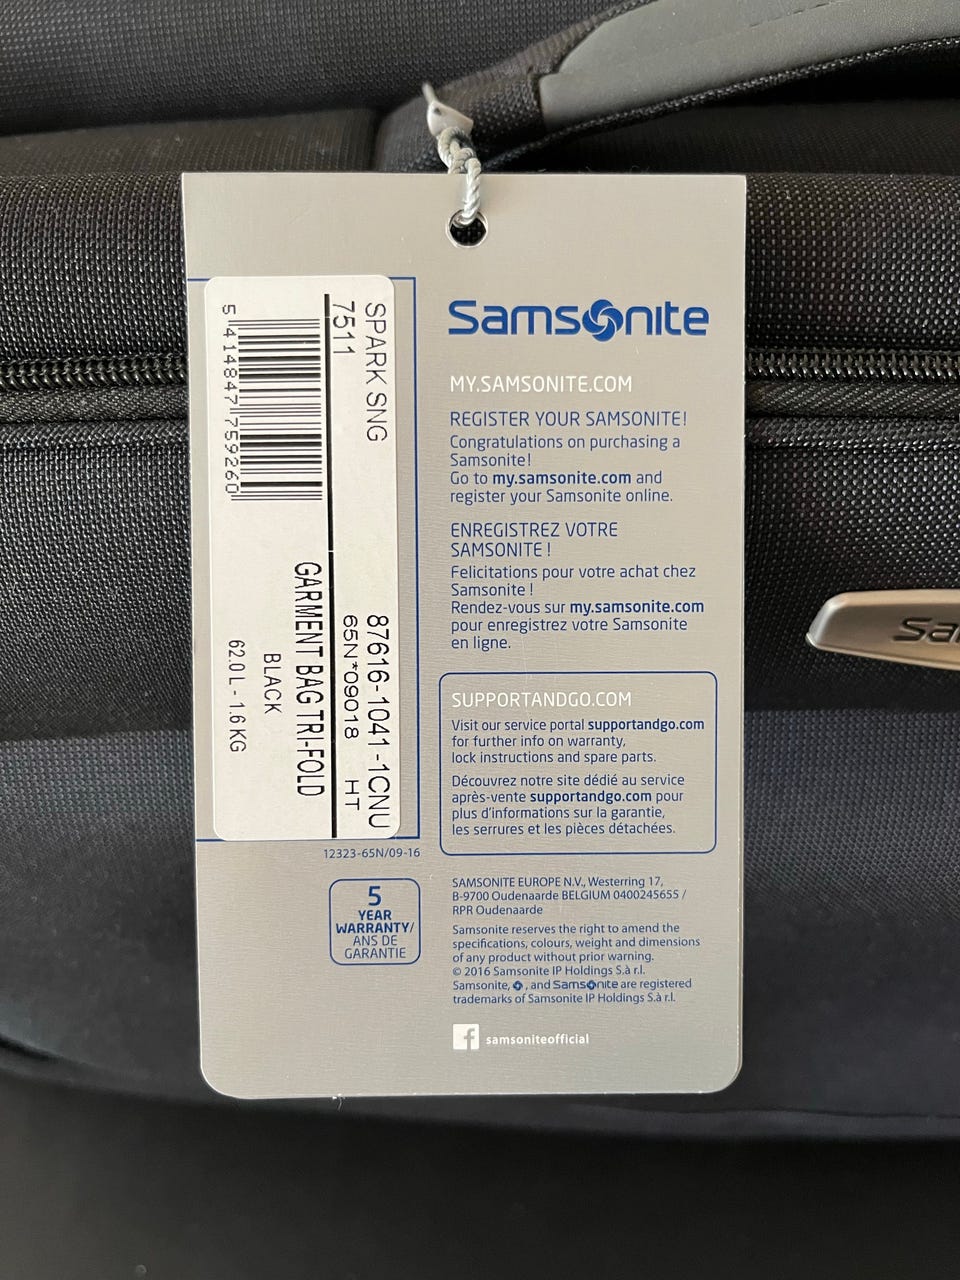 SPARK SNG
7511
5 414847 759260
87616-1041-1CNU
65N*09018 HT
GARMENT BAG TRI-FOLD
BLACK
62.0 L - 1.6 KG
12323-65N/09-16
5
YEAR
WARRANTY/
ANS DE
GARANTIE
Samsonite
MY.SAMSONITE.COM
REGISTER YOUR SAMSONITE!
Congratulations on purchasing a
Samsonite!
Go to my.samsonite.com and
register your Samsonite online.
ENREGISTREZ VOTRE
SAMSONITE !
Felicitations pour votre achat chez
Samsonite !
Rendez-vous sur my.samsonite.com
pour enregistrez votre Samsonite
en ligne.
SUPPORTANDGO.COM
Visit our service portal supportandgo.com
for further info on warranty,
lock instructions and spare parts.
Découvrez notre site dédié au service
après-vente supportandgo.com pour
plus d'informations sur la garantie,
les serrures et les pièces détachées.
SAMSONITE EUROPE N.V., Westerring 17,
B-9700 Oudenaarde BELGIUM 0400245655 /
RPR Oudenaarde
Samsonite reserves the right to amend the
specifications, colours, weight and dimensions
of any product without prior warning.
© 2016 Samsonite IP Holdings S.à r.l.
Samsonite, , and Samsonite are registered
trademarks of Samsonite IP Holdings S.à r.l.
f samsoniteofficial
Sa